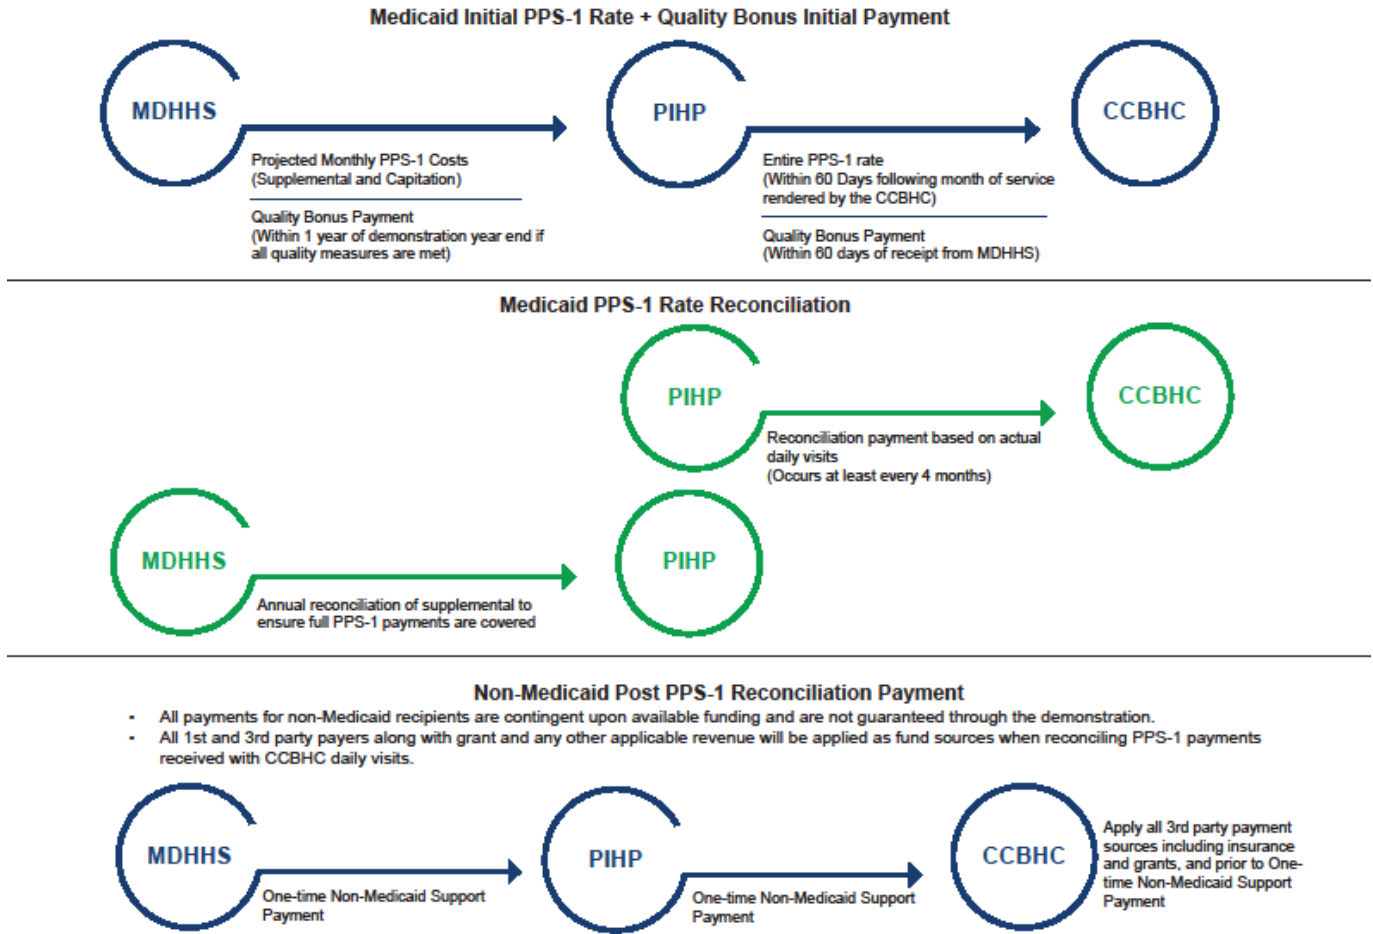 Medicaid Initial PPS-1 Rate + Quality Bonus Initial Payment
MDHHS
PIHP
CCBHC
Projected Monthly PPS-1 Costs
(Supplemental and Capitation)
Quality Bonus Payment
(Within 1 year of demonstration year end if
all quality measures are met)
Entire PPS-1 rate
(Within 60 Days following month of service
rendered by the CCBHC)
Quality Bonus Payment
(Within 60 days of receipt from MDHHS)
Medicaid PPS-1 Rate Reconciliation
PIHP
CCBHC
Reconciliation payment based on actual
daily visits
(Occurs at least every 4 months)
MDHHS
PIHP
Annual reconciliation of supplemental to
ensure full PPS-1 payments are covered
Non-Medicaid Post PPS-1 Reconciliation Payment
- All payments for non-Medicaid recipients are contingent upon available funding and are not guaranteed through the demonstration.
- All 1st and 3rd party payers along with grant and any other applicable revenue will be applied as fund sources when reconciling PPS-1 payments
received with CCBHC daily visits.
MDHHS
PIHP
CCBHC
One-time Non-Medicaid Support
Payment
One-time Non-Medicaid Support
Payment
Apply all 3rd party payment
sources including insurance
and grants, and prior to One-
time Non-Medicaid Support
Payment